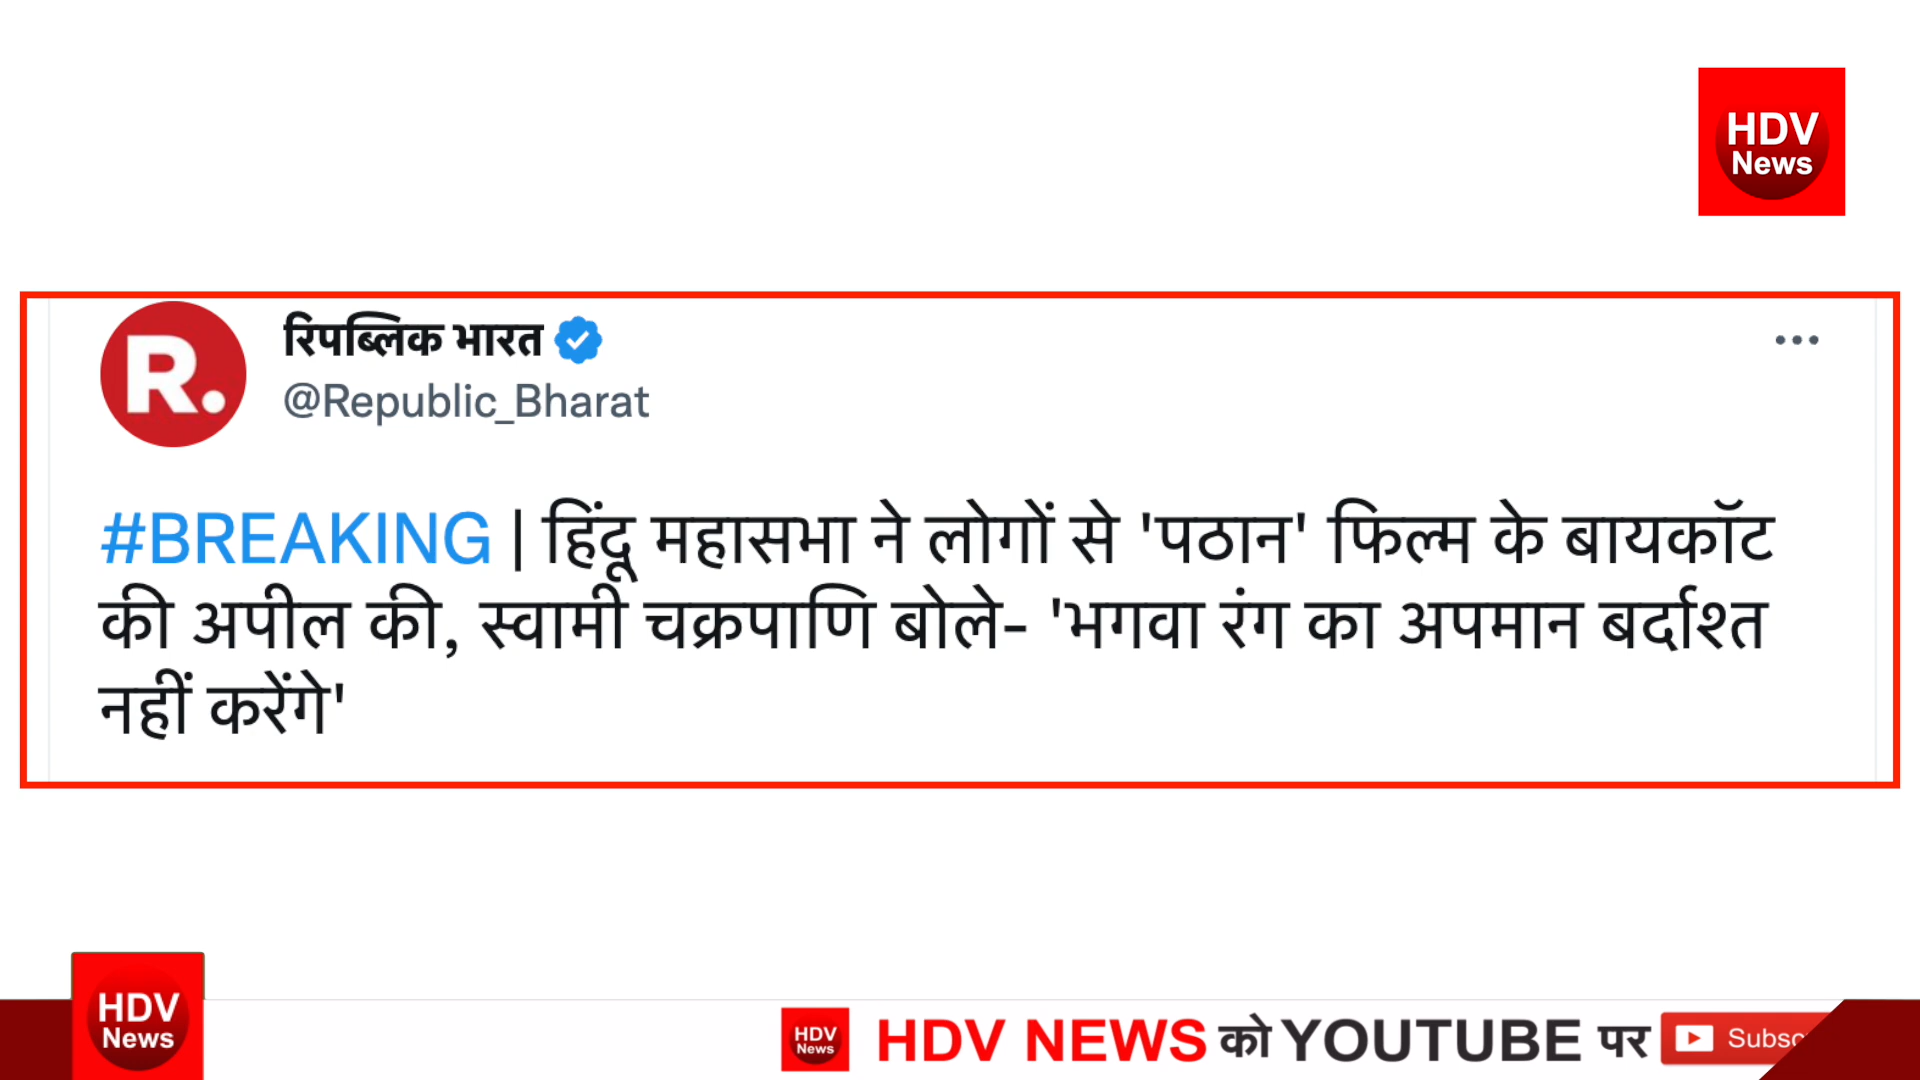 HDV
News
रिपब्लिक भारत
@Republic_Bharat
#BREAKING | हिंदू महासभा ने लोगों से 'पठान' फिल्म के बायकॉट
की अपील की, स्वामी चक्रपाणि बोले- 'भगवा रंग का अपमान बर्दाश्त
नहीं करेंगे'
HDV
News
HDV
News
HDV NEWS को YOUTUBE पर